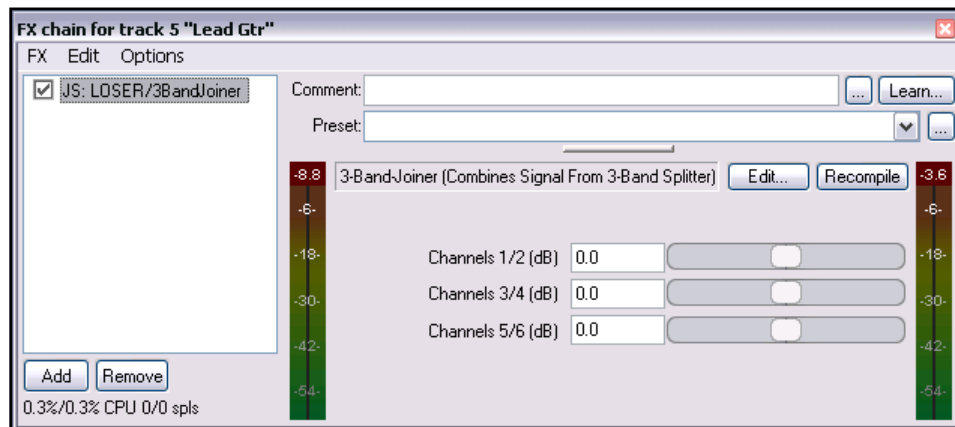 FX chain for track 5 "Lead Gtr"
FX Edit Options
JS: LOSER/3BandJoiner
Comment: ... Learn...
Preset: ...
-8.8 3-Band-Joiner (Combines Signal From 3-Band Splitter) Edit... Recompile -3.6
-6- -6-
-18- Channels 1/2 (dB) 0.0 -18-
-30- Channels 3/4 (dB) 0.0 -30-
Channels 5/6 (dB) 0.0
-42- -42-
-54- -54-
Add Remove
0.3%/0.3% CPU 0/0 spls